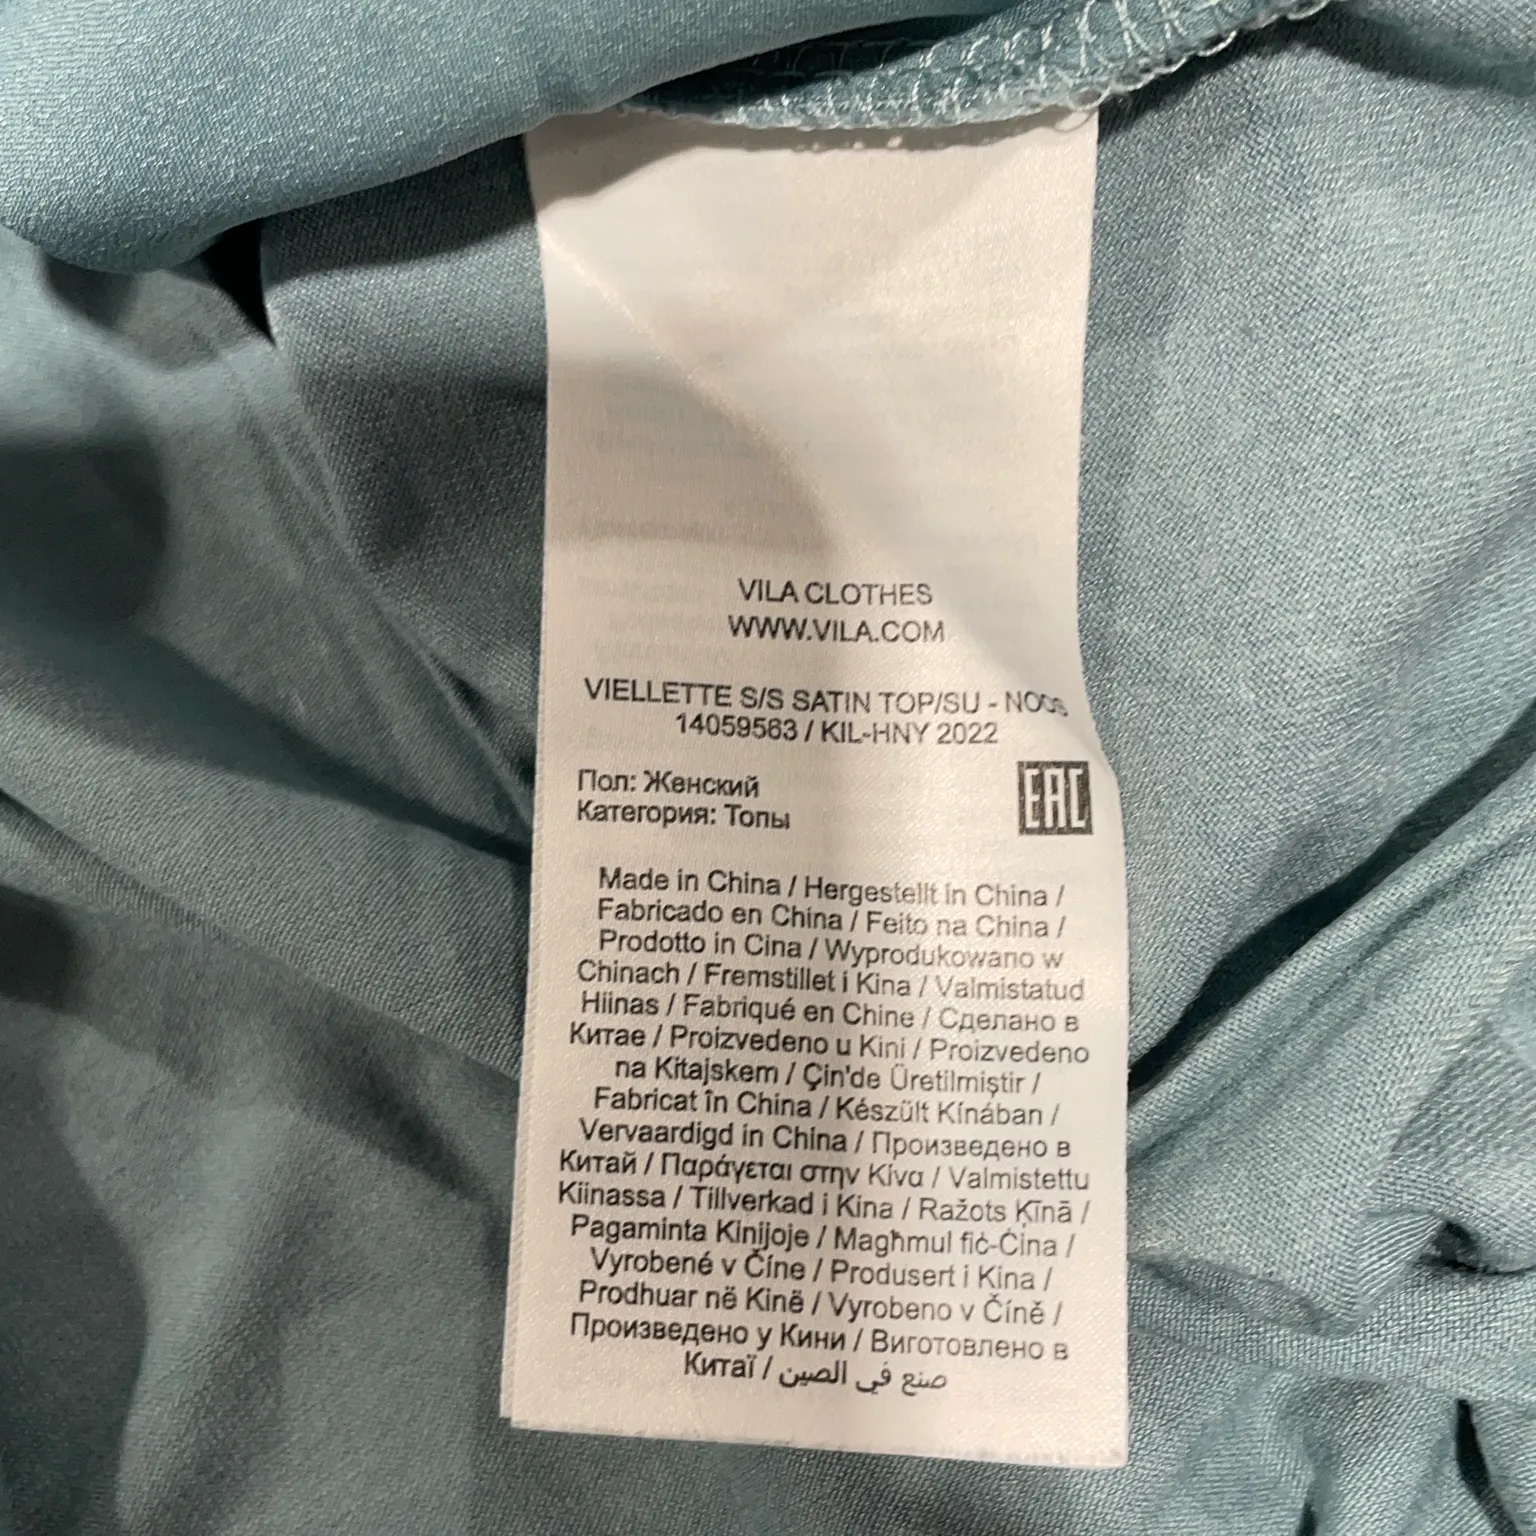 VILA CLOTHES
WWW.VILA.COM
VIELLETTE S/S SATIN TOP/SU - NOOS
14059563 / KIL-HNY 2022
Пол: Женский
Категория: Топы
EAC
Made in China / Hergestellt in China /
Fabricado en China / Feito na China /
Prodotto in Cina / Wyprodukowano w
Chinach / Fremstillet i Kina / Valmistatud
Hiinas / Fabriqué en Chine / Сделано в
Китае / Proizvedeno u Kini / Proizvedeno
na Kitajskem / Çin'de Üretilmiştir /
Fabricat în China / Készült Kínában /
Vervaardigd in China / Произведено в
Китай / Παράγεται στην Κίνα / Valmistettu
Kiinassa / Tillverkad i Kina / Ražots Ķīnā /
Pagaminta Kinijoje / Magħmul fiċ-Ċina /
Vyrobené v Číne / Produsert i Kina /
Prodhuar në Kinë / Vyrobeno v Číně /
Произведено у Кини / Виготовлено в
Китаї / صنع في الصين